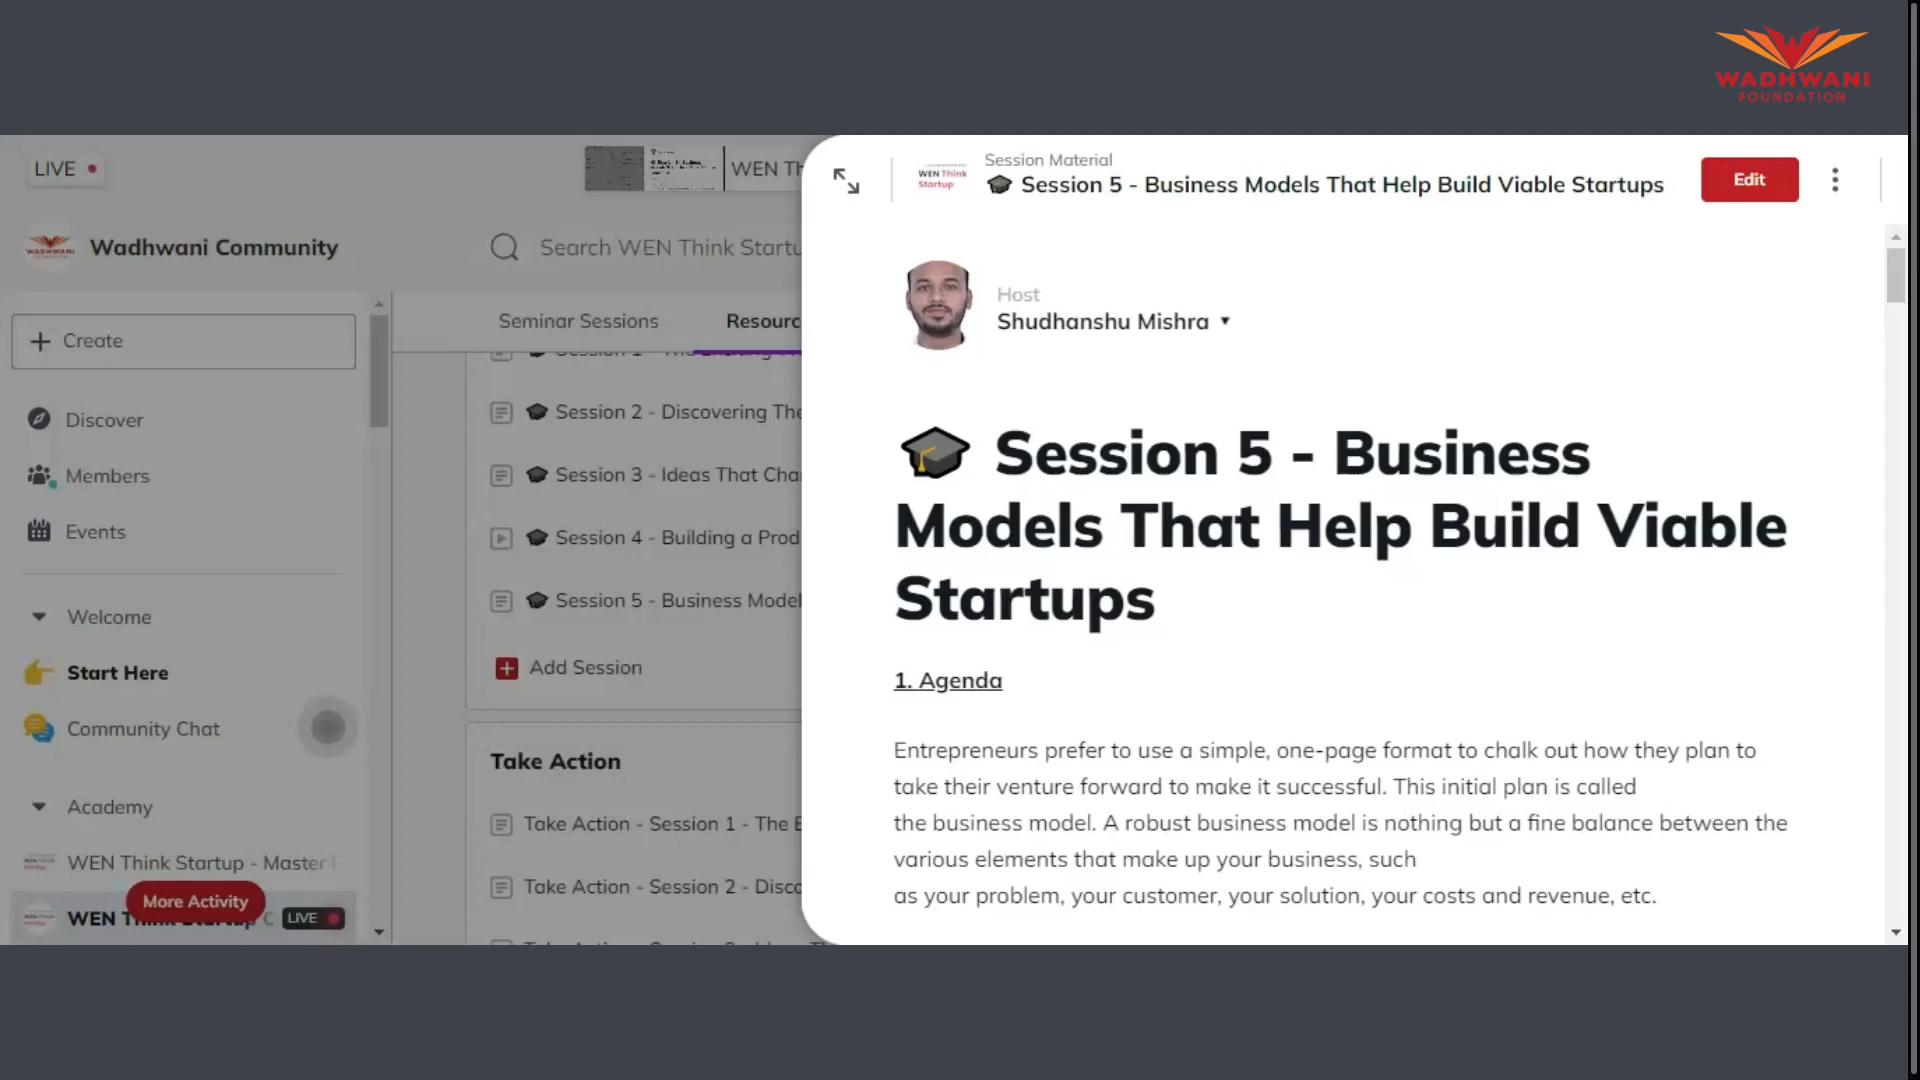 WADHWANI
FOUNDATION
LIVE
WEN Th
Wadhwani Community
Search WEN Think Startu
Create
Discover
Members
Events
Welcome
Start Here
Community Chat
Academy
WEN Think Startup - Master
More Activity
WEN Think Startup C
LIVE
Seminar Sessions
Resourc
Session 2 - Discovering The
Session 3 - Ideas That Cha
Session 4 - Building a Prod
Session 5 - Business Model
Add Session
Take Action
Take Action - Session 1 - The E
Take Action - Session 2 - Disco
WEN Think
Startup
Session Material
Session 5 - Business Models That Help Build Viable Startups
Edit
Host
Shudhanshu Mishra
Session 5 - Business
Models That Help Build Viable
Startups
1. Agenda
Entrepreneurs prefer to use a simple, one-page format to chalk out how they plan to
take their venture forward to make it successful. This initial plan is called
the business model. A robust business model is nothing but a fine balance between the
various elements that make up your business, such
as your problem, your customer, your solution, your costs and revenue, etc.